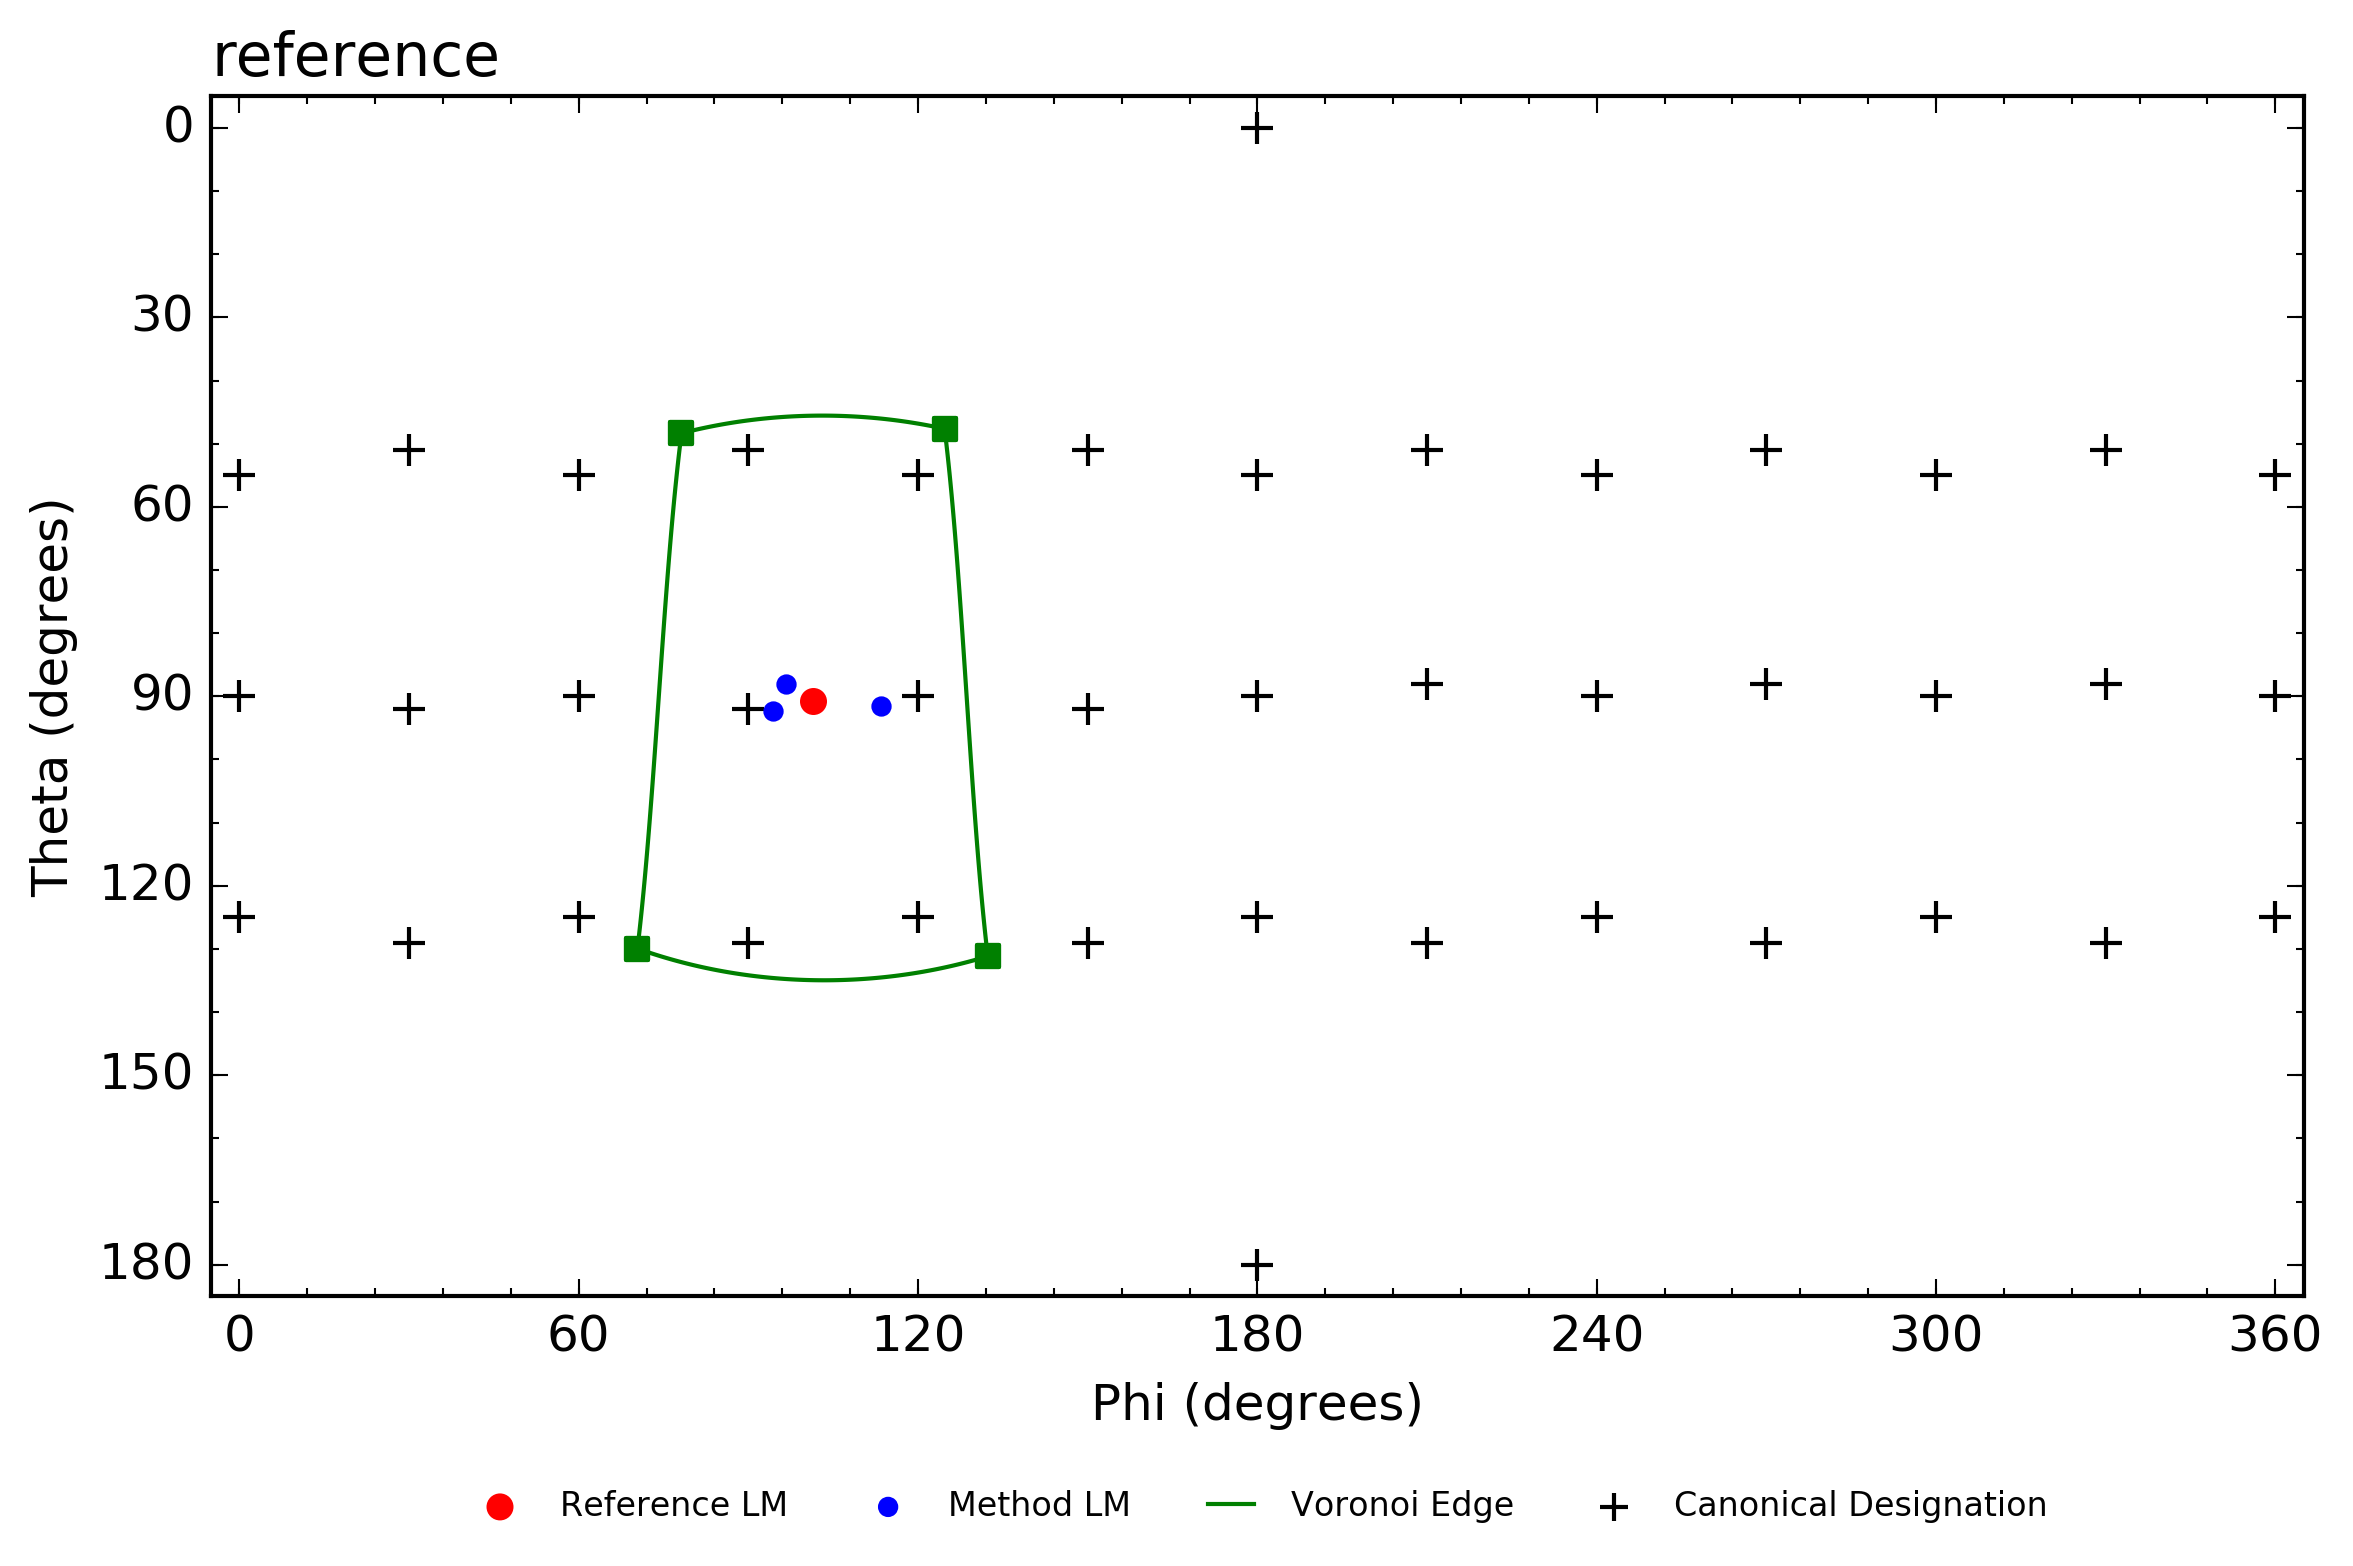 reference
0
30
60
90
120
150
180
Theta (degrees)
0 60 120 180 240 300 360
Phi (degrees)
Reference LM Method LM Voronoi Edge Canonical Designation